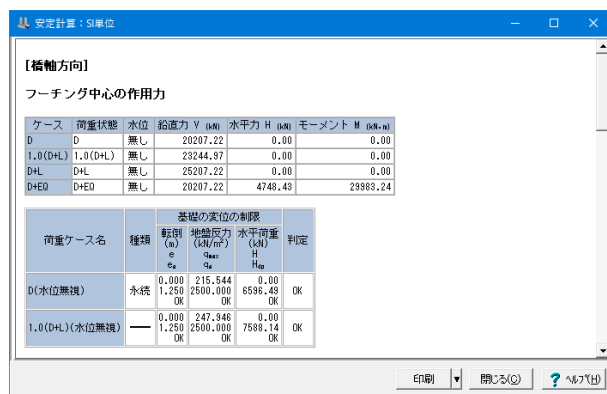 安定計算：SI単位
[橋軸方向]
フーチング中心の作用力
ケース 荷重状態 水位 鉛直力 V (kN) 水平力 H (kN) モーメント M (kN・m)
D D 無し 20207.22 0.00 0.00
1.0(D+L) 1.0(D+L) 無し 23244.97 0.00 0.00
D+L D+L 無し 25207.22 0.00 0.00
D+EQ D+EQ 無し 20207.22 4748.43 29983.24
基礎の変位の制限
荷重ケース名 種類 転倒 地盤反力 水平荷重 判定
(m) (kN/m²) (kN)
e qmax H
ea qa Hdp
D(水位無視) 永続 0.000 215.544 0.00 OK
1.250 2500.000 6596.49
OK OK OK
1.0(D+L)(水位無視) ── 0.000 247.946 0.00 OK
1.250 2500.000 7588.14
OK OK OK
印刷 閉じる(C) ? ヘルプ(H)